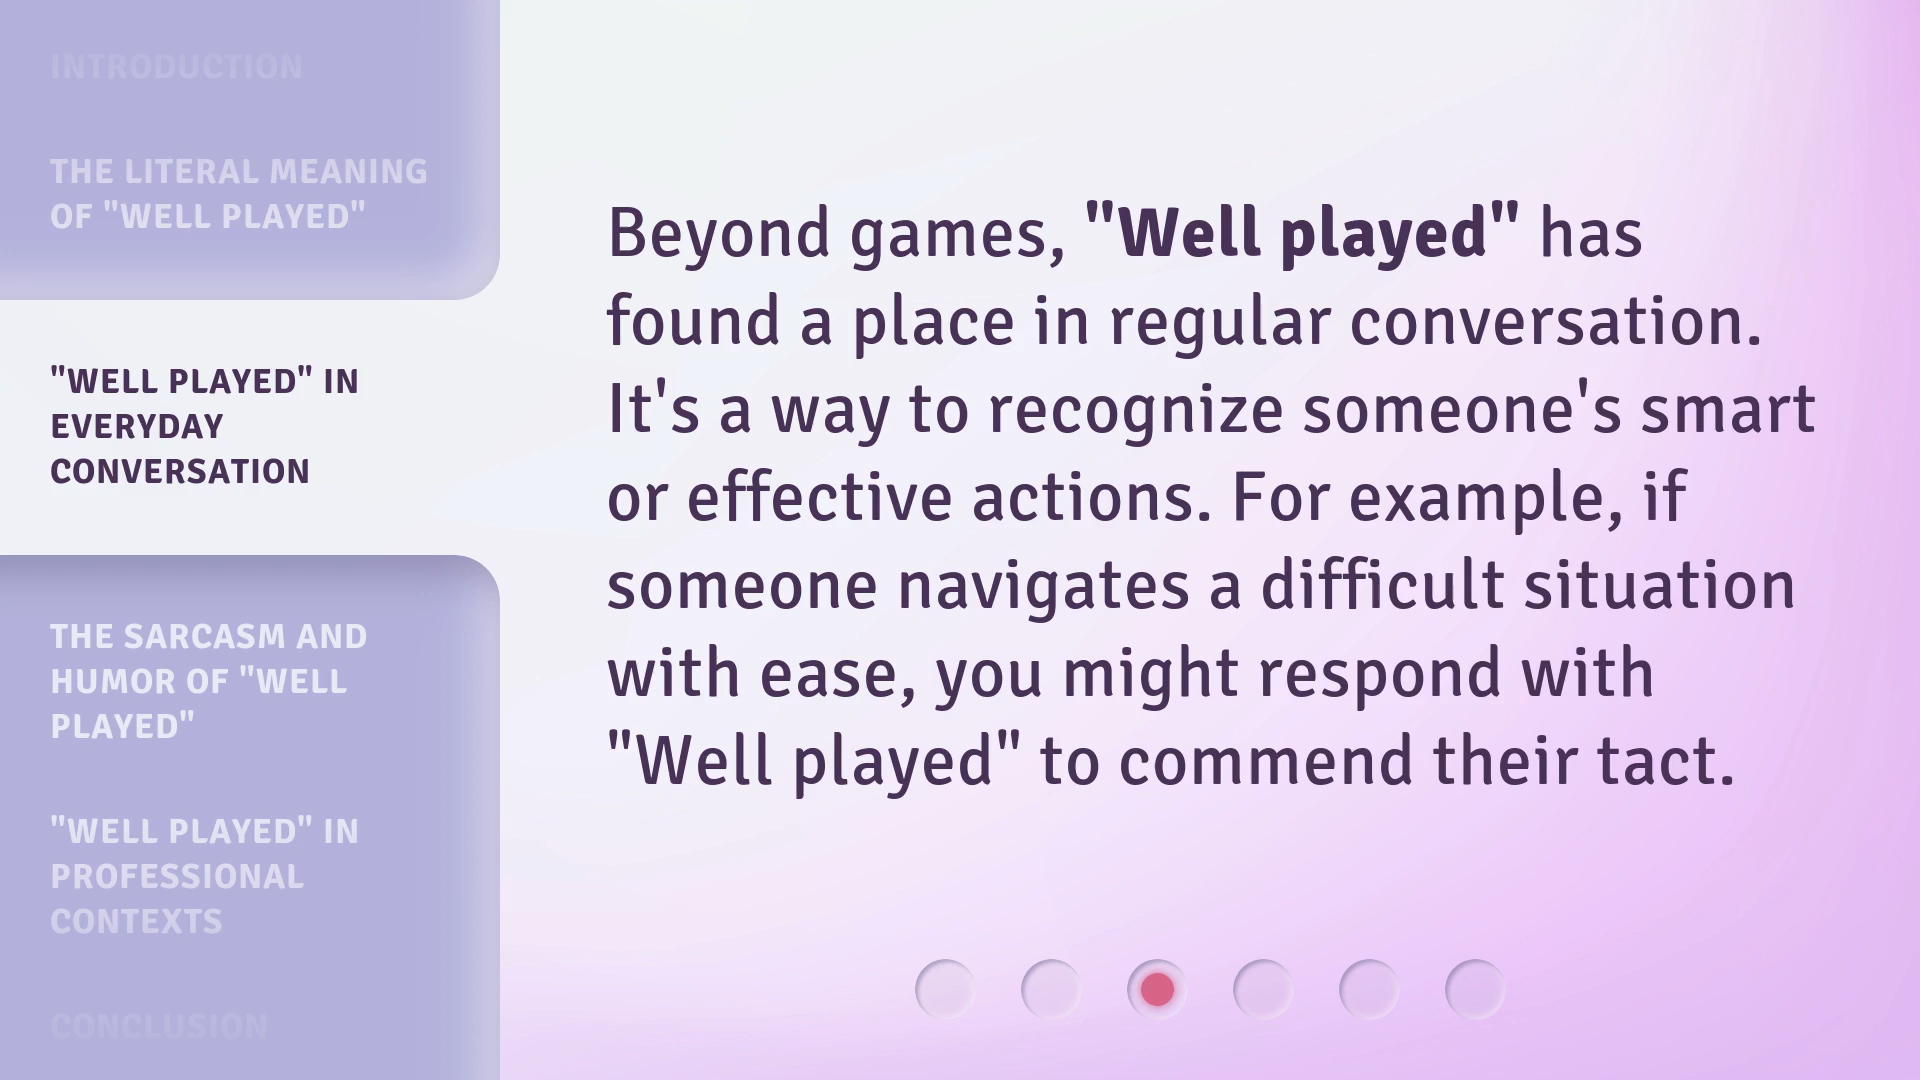 INTRODUCTION
THE LITERAL MEANING
OF "WELL PLAYED"
"WELL PLAYED" IN
EVERYDAY
CONVERSATION
THE SARCASM AND
HUMOR OF "WELL
PLAYED"
"WELL PLAYED" IN
PROFESSIONAL
CONTEXTS
CONCLUSION
Beyond games, "Well played" has
found a place in regular conversation.
It's a way to recognize someone's smart
or effective actions. For example, if
someone navigates a difficult situation
with ease, you might respond with
"Well played" to commend their tact.